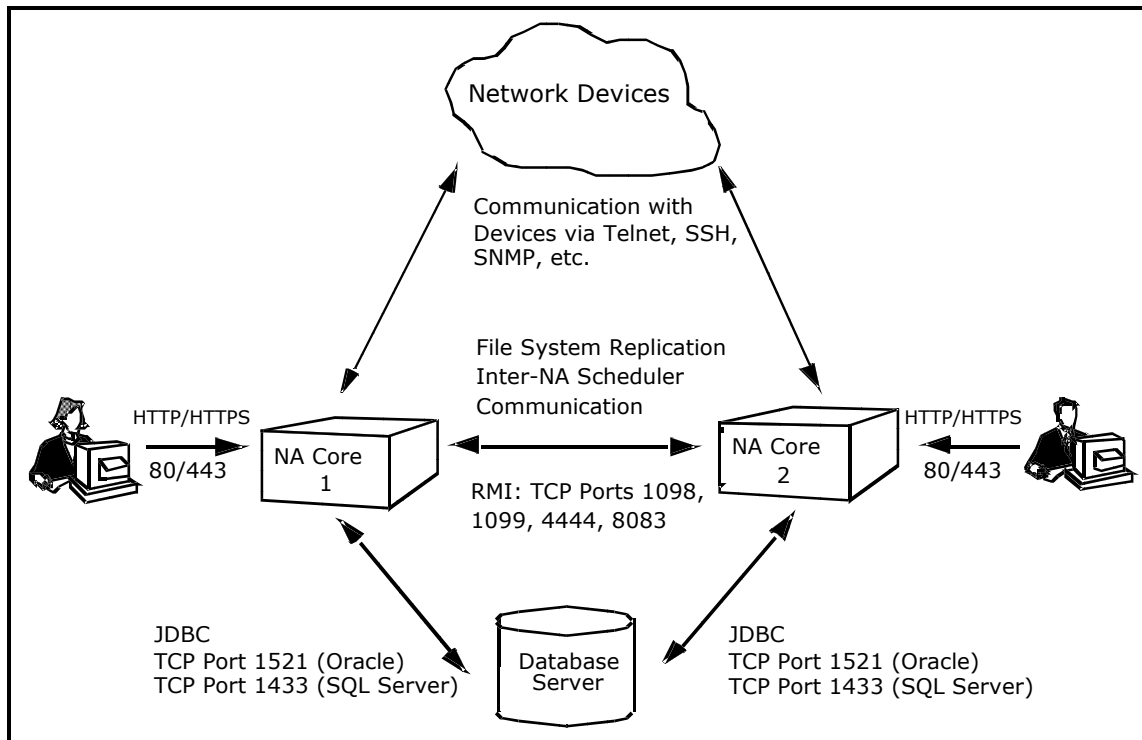 Network Devices
Communication with
Devices via Telnet, SSH,
SNMP, etc.
File System Replication
Inter-NA Scheduler
Communication
HTTP/HTTPS
80/443
NA Core
1
RMI: TCP Ports 1098,
1099, 4444, 8083
NA Core
2
HTTP/HTTPS
80/443
JDBC
TCP Port 1521 (Oracle)
TCP Port 1433 (SQL Server)
Database
Server
JDBC
TCP Port 1521 (Oracle)
TCP Port 1433 (SQL Server)